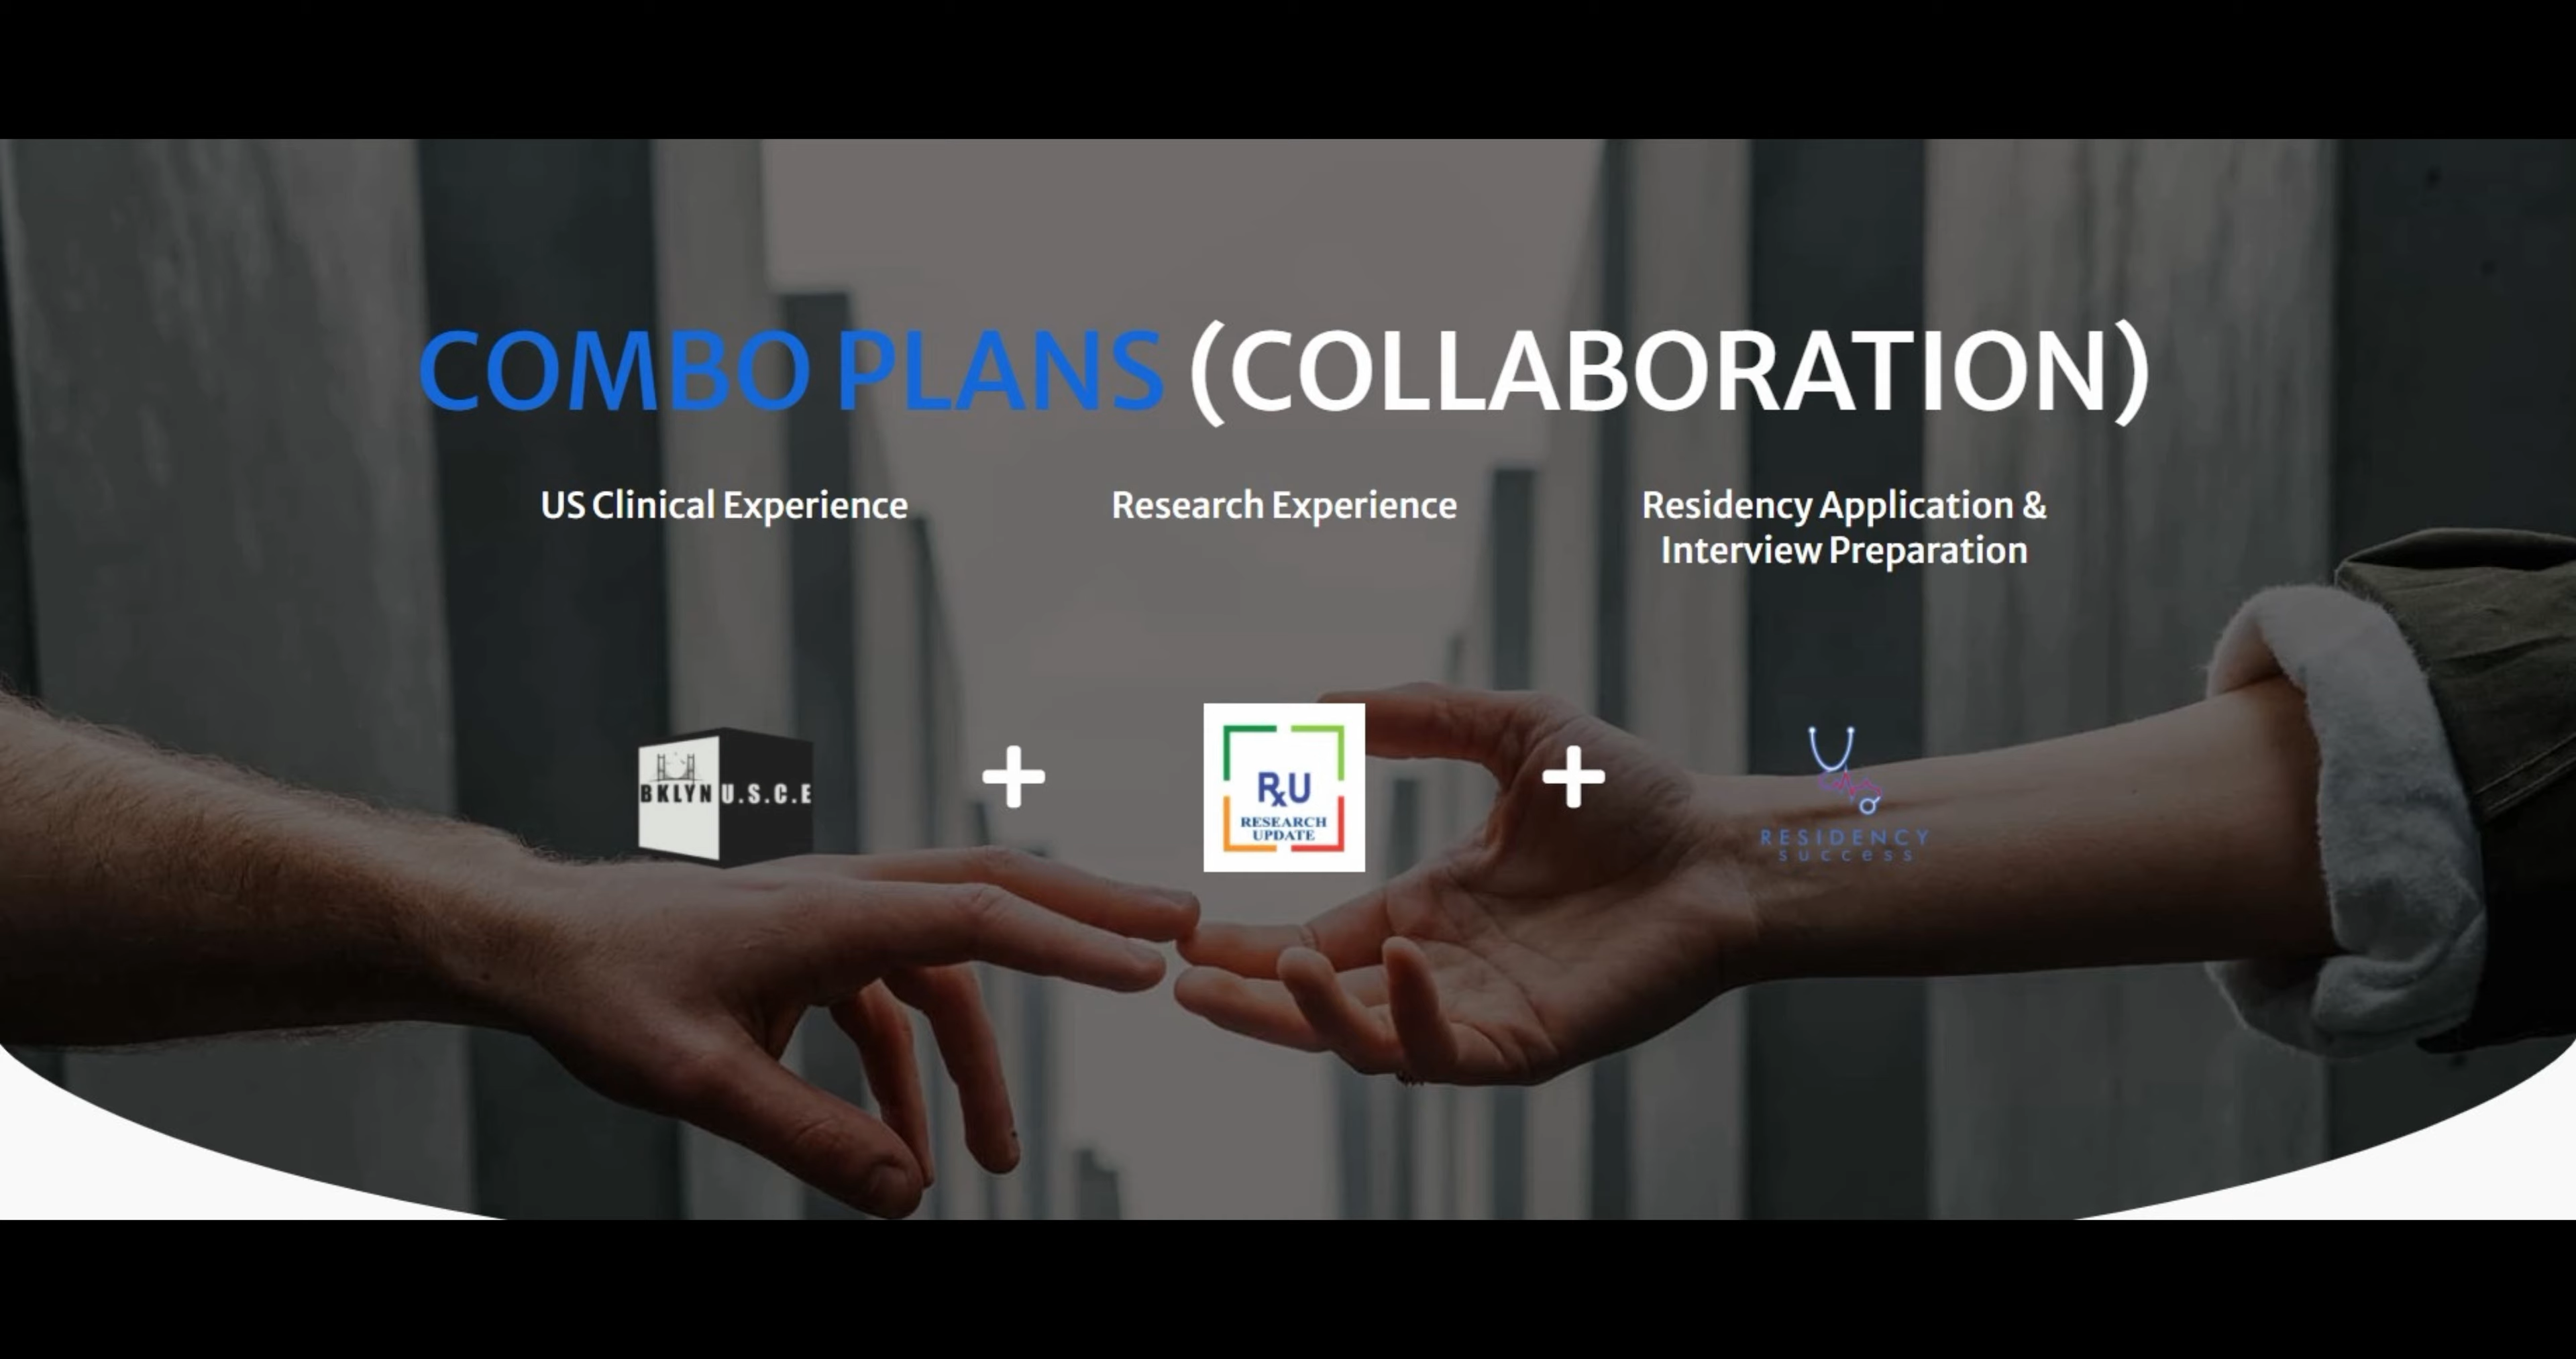 COMBO PLANS (COLLABORATION)
US Clinical Experience
Research Experience
Residency Application &
Interview Preparation
BKLYN U.S.C.E
RxU
RESEARCH
UPDATE
RESIDENCY
SUCCeSS